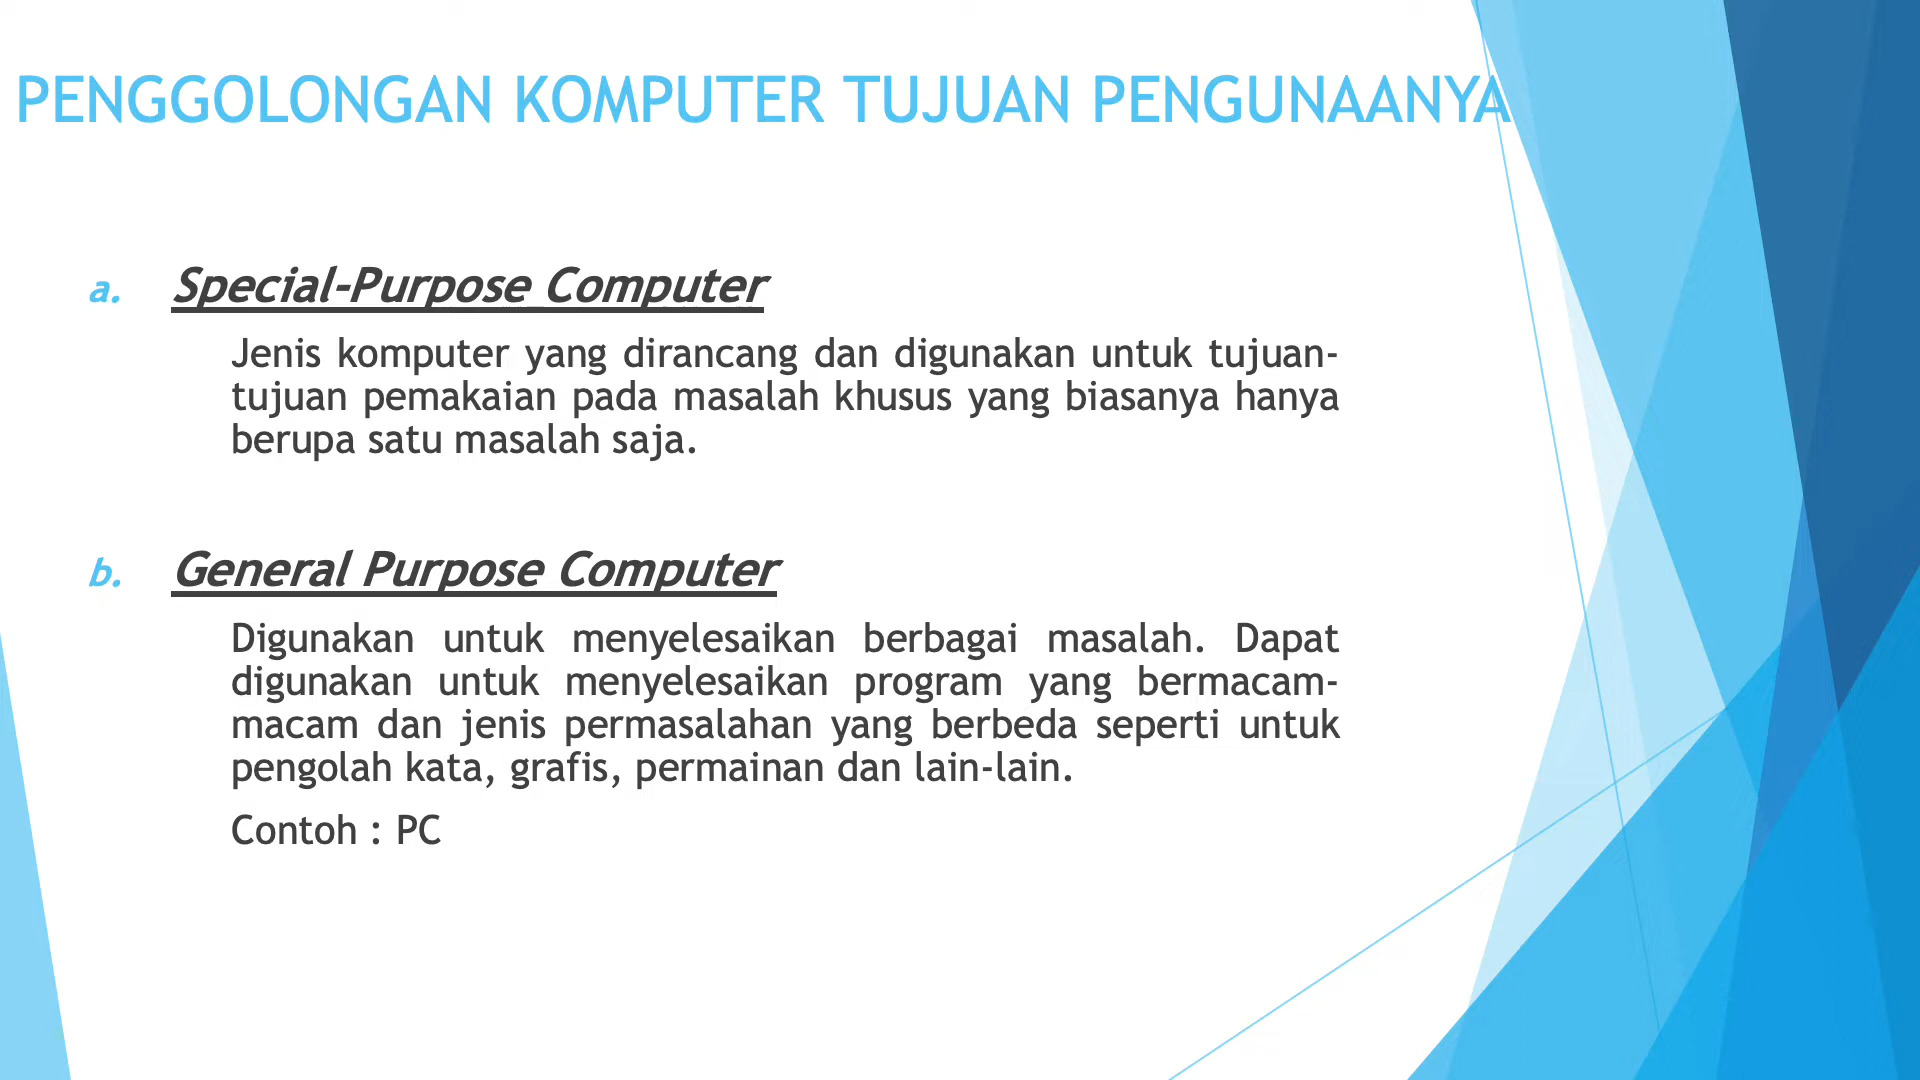 PENGGOLONGAN KOMPUTER TUJUAN PENGUNAANYA
a. Special-Purpose Computer
Jenis komputer yang dirancang dan digunakan untuk tujuan-
tujuan pemakaian pada masalah khusus yang biasanya hanya
berupa satu masalah saja.
b. General Purpose Computer
Digunakan untuk menyelesaikan berbagai masalah. Dapat
digunakan untuk menyelesaikan program yang bermacam-
macam dan jenis permasalahan yang berbeda seperti untuk
pengolah kata, grafis, permainan dan lain-lain.
Contoh : PC